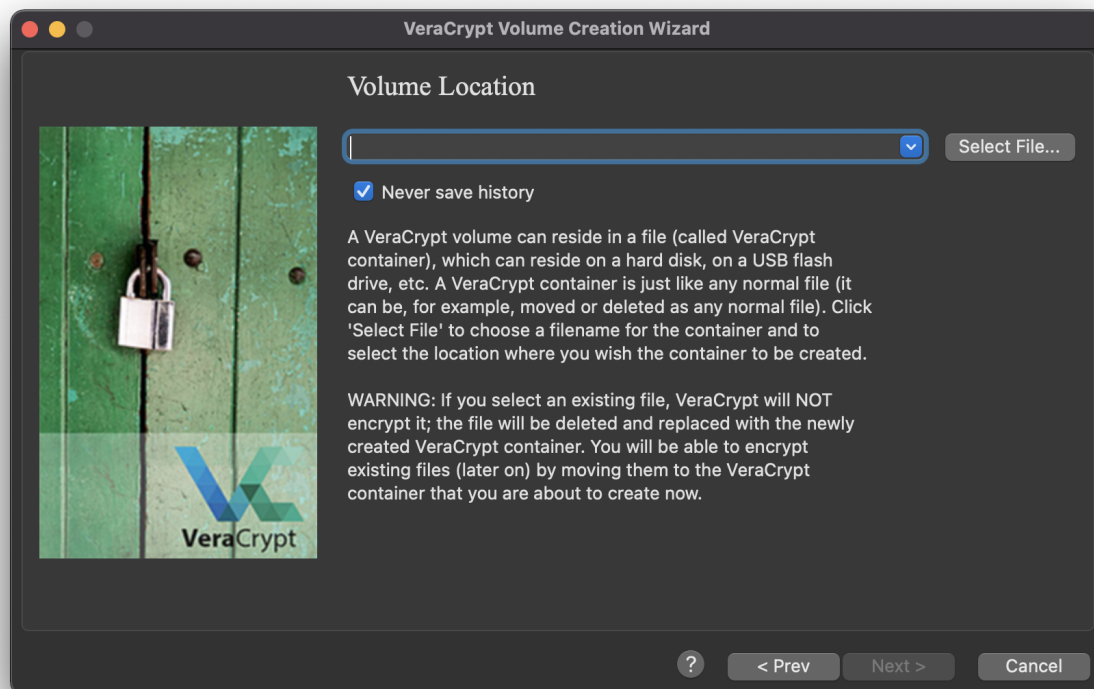 VeraCrypt Volume Creation Wizard
Volume Location
Select File...
Never save history
A VeraCrypt volume can reside in a file (called VeraCrypt
container), which can reside on a hard disk, on a USB flash
drive, etc. A VeraCrypt container is just like any normal file (it
can be, for example, moved or deleted as any normal file). Click
'Select File' to choose a filename for the container and to
select the location where you wish the container to be created.
WARNING: If you select an existing file, VeraCrypt will NOT
encrypt it; the file will be deleted and replaced with the newly
created VeraCrypt container. You will be able to encrypt
existing files (later on) by moving them to the VeraCrypt
container that you are about to create now.
VeraCrypt
?
< Prev
Next >
Cancel